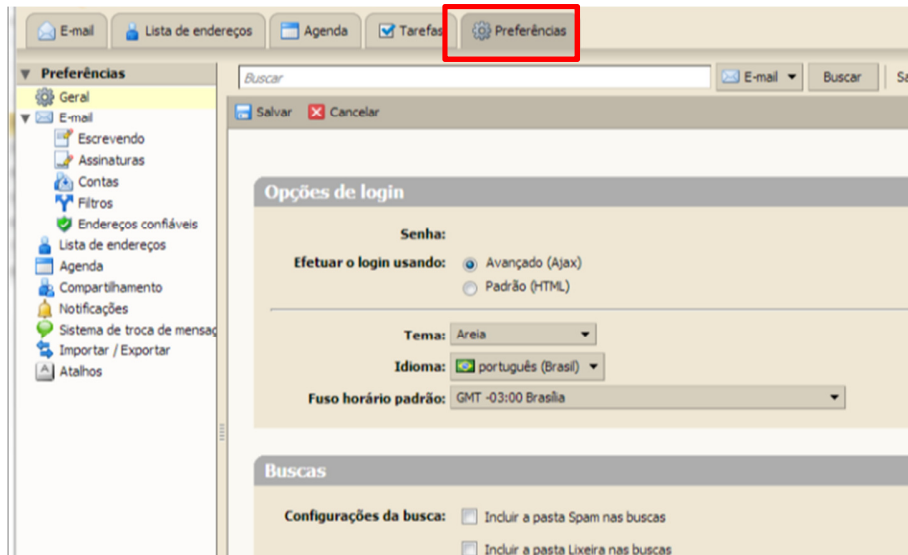 E-mail Lista de endereços Agenda Tarefas Preferências
Preferências
Geral
E-mail
Escrevendo
Assinaturas
Contas
Filtros
Endereços confiáveis
Lista de endereços
Agenda
Compartilhamento
Notificações
Sistema de troca de mensag
Importar / Exportar
Atalhos
Buscar E-mail Buscar Sa
Salvar Cancelar
Opções de login
Senha:
Efetuar o login usando: Avançado (Ajax)
Padrão (HTML)
Tema: Areia
Idioma: português (Brasil)
Fuso horário padrão: GMT -03:00 Brasília
Buscas
Configurações da busca: Incluir a pasta Spam nas buscas
Incluir a pasta Lixeira nas buscas